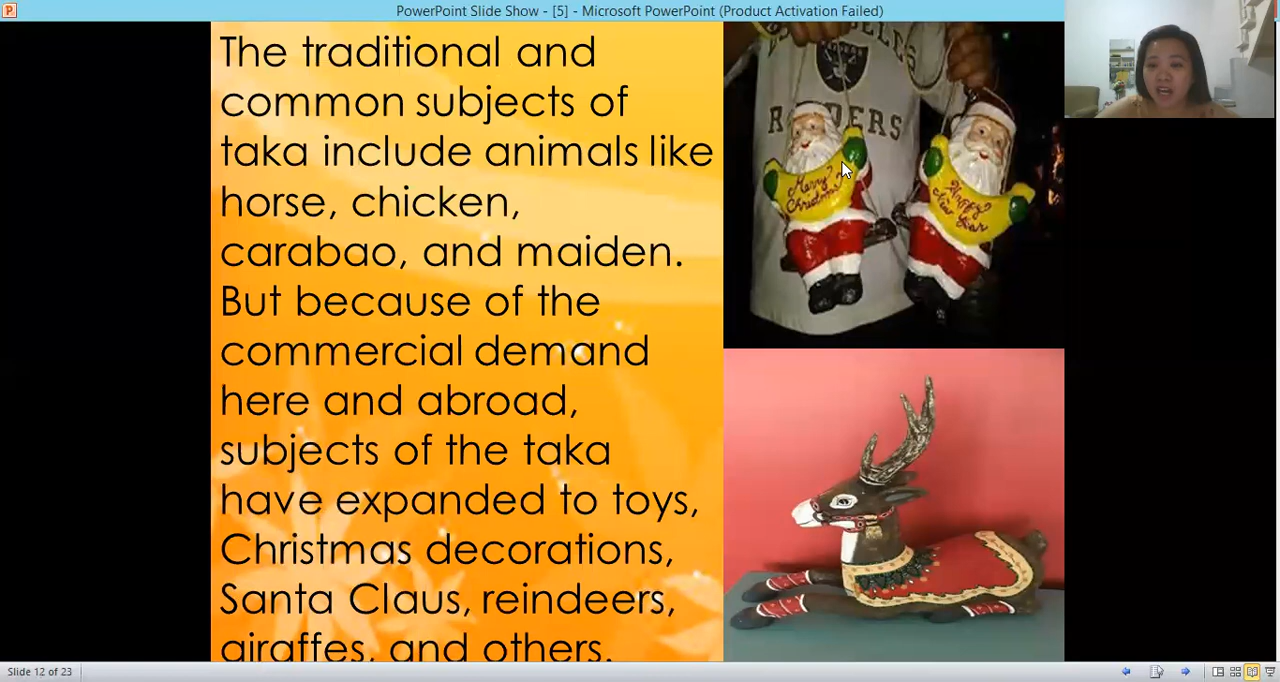 PowerPoint Slide Show - [5] - Microsoft PowerPoint (Product Activation Failed)
The traditional and
common subjects of
taka include animals like
horse, chicken,
carabao, and maiden.
But because of the
commercial demand
here and abroad,
subjects of the taka
have expanded to toys,
Christmas decorations,
Santa Claus, reindeers,
giraffes, and others.
Merry
Christmas
Happy
New Year
Slide 12 of 23